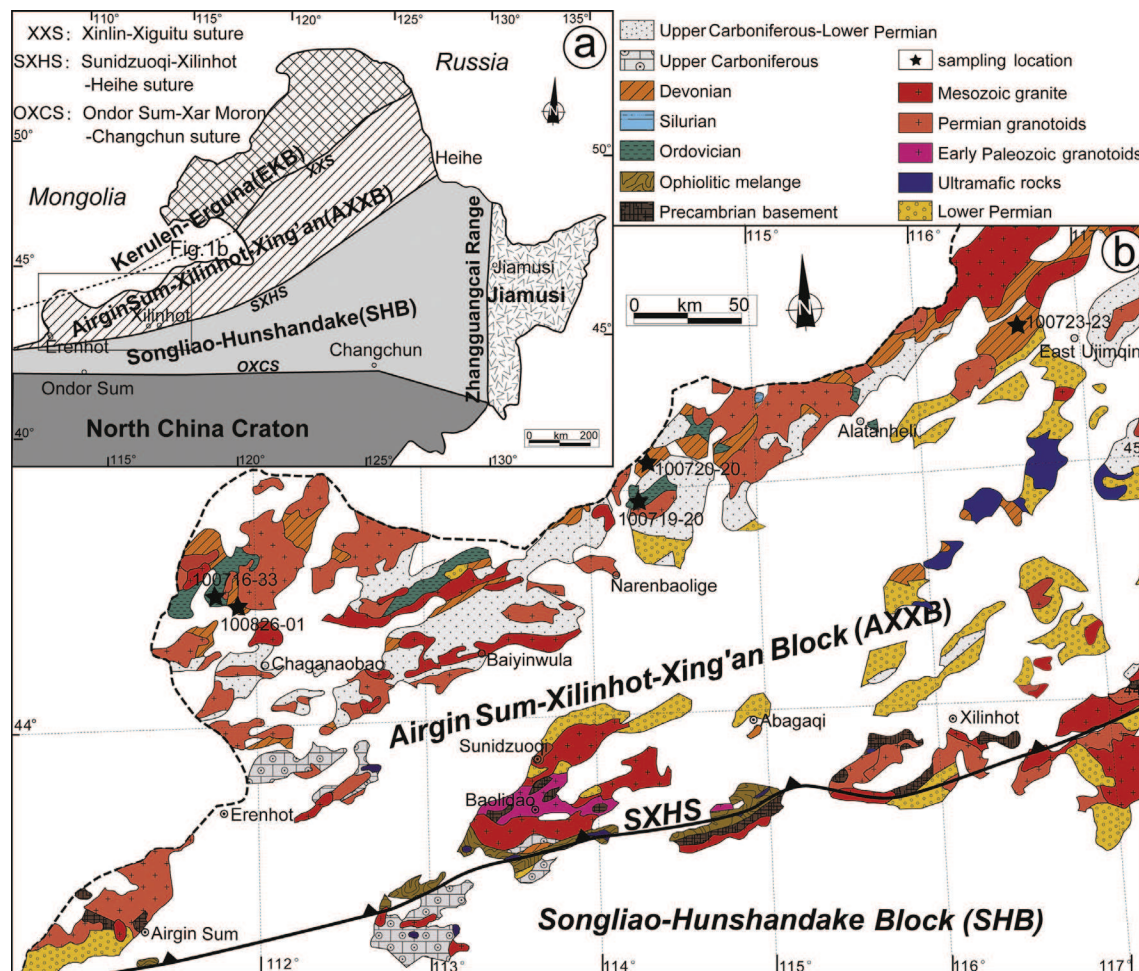 110° 115° 120° 125° 130° 135°
XXS: Xinlin-Xiguitu suture
SXHS: Sunidzuoqi-Xilinhot
-Heihe suture
OXCS: Ondor Sum-Xar Moron
-Changchun suture
a
Russia
N
50°
50°
Mongolia
Heihe
XXS
Kerulen-Erguna(EKB)
Fig.1b
AirginSum-Xilinhot-Xing'an(AXXB)
45°
45°
Xilinhot
SXHS
Erenhot
Songliao-Hunshandake(SHB)
Zhangguangcai Range
Jiamusi
Jiamusi
Changchun
OXCS
Ondor Sum
North China Craton
40°
0 km 200
115° 120° 125° 130°
Upper Carboniferous-Lower Permian
Upper Carboniferous
Devonian
Silurian
Ordovician
Ophiolitic melange
Precambrian basement
sampling location
Mesozoic granite
Permian granotoids
Early Paleozoic granotoids
Ultramafic rocks
Lower Permian
115° 116° 117°
b
0 km 50
N
100723-23
East Ujimqin
Alatanheli
45
100720-20
100719-20
Narenbaolige
100716-33
100826-01
Chaganaobao
Baiyinwula
Airgin Sum-Xilinhot-Xing'an Block (AXXB)
44°
44
Abagaqi
Xilinhot
Sunidzuoqi
Baoligao
SXHS
Erenhot
Airgin Sum
Songliao-Hunshandake Block (SHB)
112° 113° 114° 115° 116° 117°